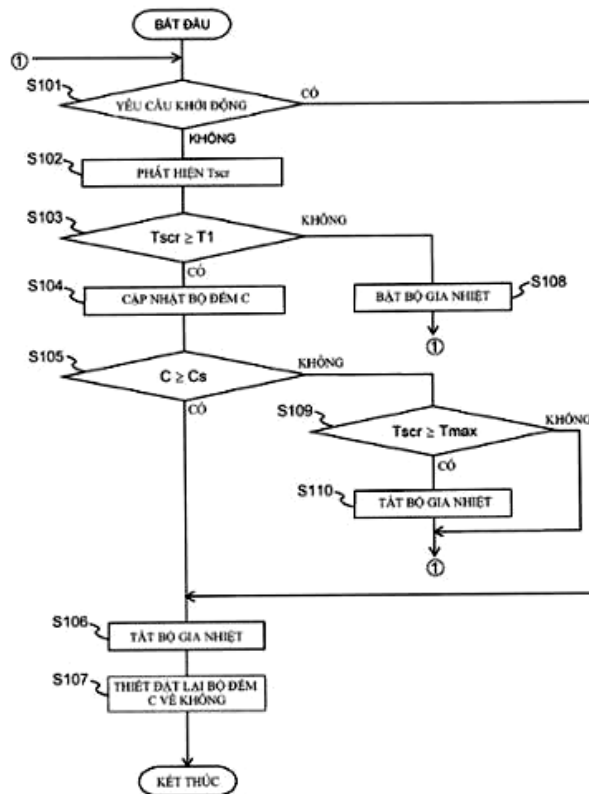 BẮT ĐẦU
①
S101
YÊU CẦU KHỞI ĐỘNG
CÓ
KHÔNG
S102
PHÁT HIỆN Tscr
S103
Tscr ≥ T1
KHÔNG
CÓ
S104
CẬP NHẬT BỘ ĐẾM C
BẬT BỘ GIA NHIỆT
S108
①
S105
C ≥ Cs
KHÔNG
CÓ
S109
Tscr ≥ Tmax
KHÔNG
CÓ
S110
TẮT BỘ GIA NHIỆT
①
S106
TẮT BỘ GIA NHIỆT
S107
THIẾT ĐẶT LẠI BỘ ĐẾM
C VỀ KHÔNG
KẾT THÚC